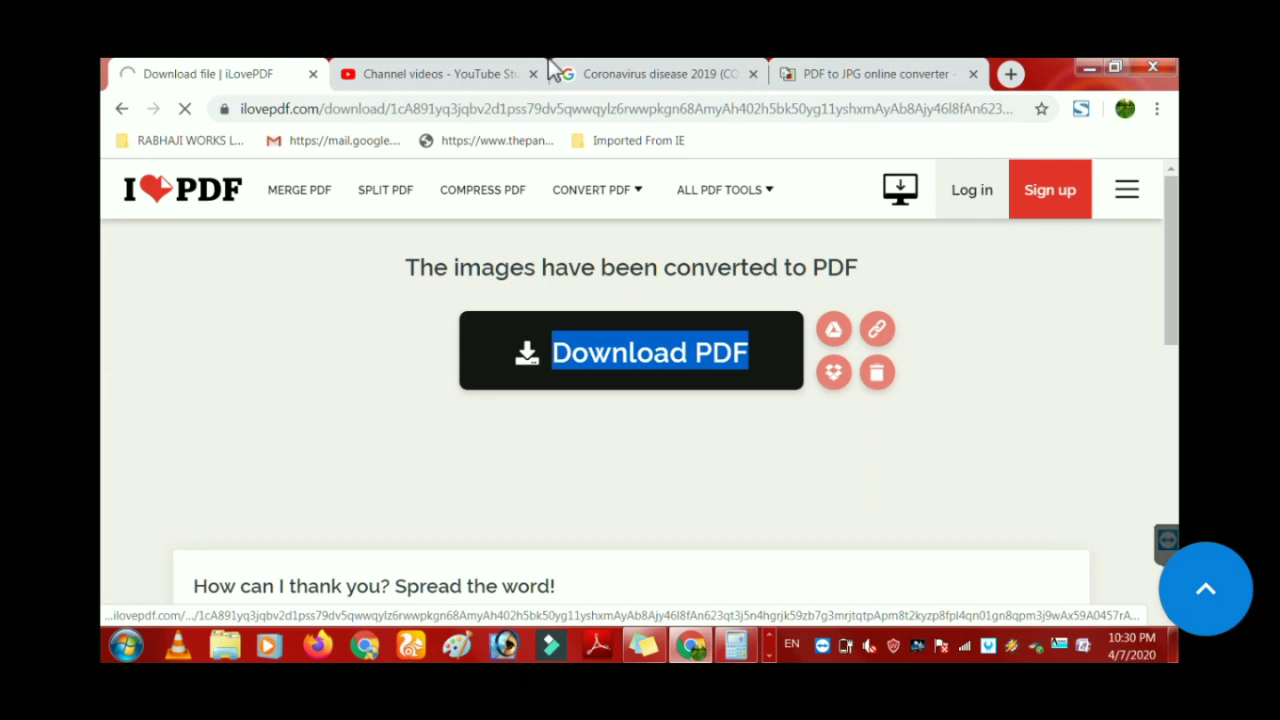 Download file | iLovePDF
Channel videos - YouTube Stu
Coronavirus disease 2019 (CO
PDF to JPG online converter -
ilovepdf.com/download/
RABHAJI WORKS L...
https://mail.google....
https://www.thepan...
Imported From IE
I PDF
MERGE PDF
SPLIT PDF
COMPRESS PDF
CONVERT PDF
ALL PDF TOOLS
Log in
Sign up
The images have been converted to PDF
Download PDF
How can I thank you? Spread the word!
EN
10:30 PM
4/7/2020